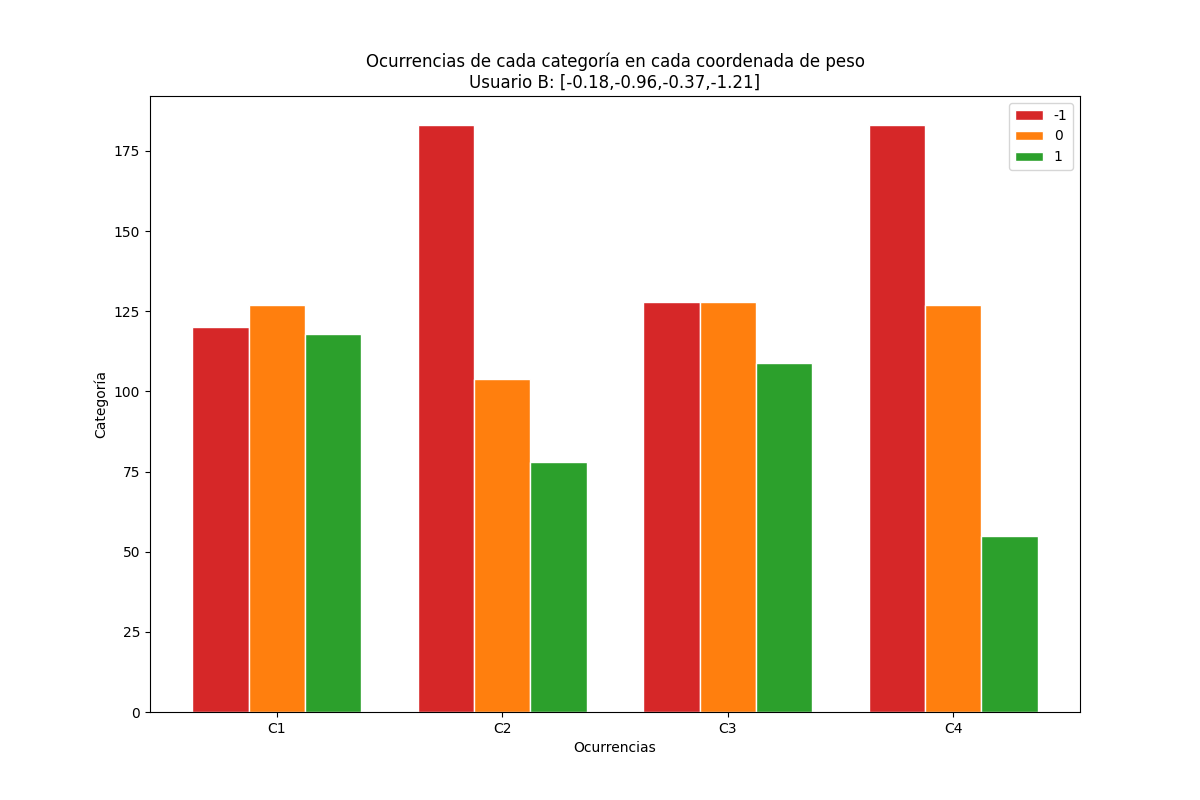 Ocurrencias de cada categoría en cada coordenada de peso
Usuario B: [-0.18,-0.96,-0.37,-1.21]
-1
0
1
175
150
125
100
75
50
25
0
Categoría
C1 C2 C3 C4
Ocurrencias